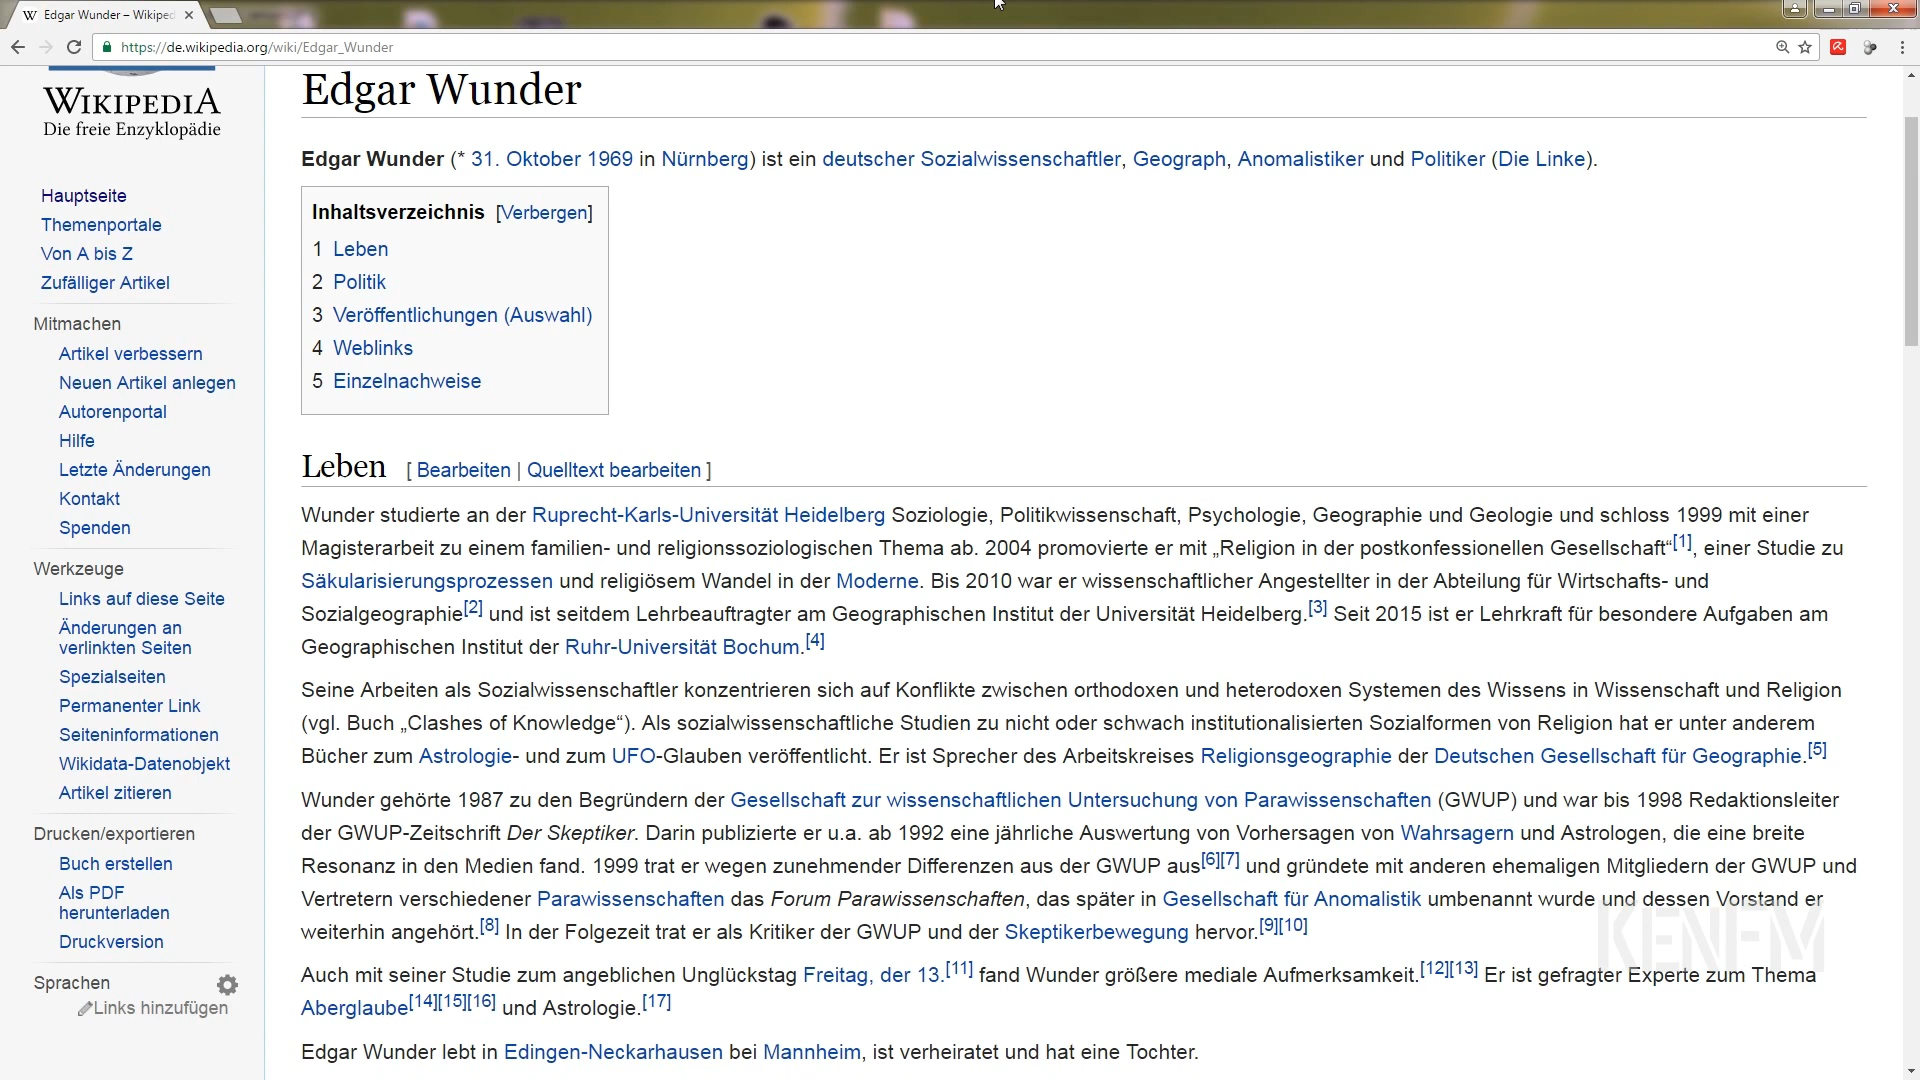 Edgar Wunder – Wikiped
https://de.wikipedia.org/wiki/Edgar_Wunder
WIKIPEDIA
Die freie Enzyklopädie
Hauptseite
Themenportale
Von A bis Z
Zufälliger Artikel
Mitmachen
Artikel verbessern
Neuen Artikel anlegen
Autorenportal
Hilfe
Letzte Änderungen
Kontakt
Spenden
Werkzeuge
Links auf diese Seite
Änderungen an
verlinkten Seiten
Spezialseiten
Permanenter Link
Seiteninformationen
Wikidata-Datenobjekt
Artikel zitieren
Drucken/exportieren
Buch erstellen
Als PDF
herunterladen
Druckversion
Sprachen
Links hinzufügen
Edgar Wunder
Edgar Wunder (* 31. Oktober 1969 in Nürnberg) ist ein deutscher Sozialwissenschaftler, Geograph, Anomalistiker und Politiker (Die Linke).
Inhaltsverzeichnis [Verbergen]
1 Leben
2 Politik
3 Veröffentlichungen (Auswahl)
4 Weblinks
5 Einzelnachweise
Leben [ Bearbeiten | Quelltext bearbeiten ]
Wunder studierte an der Ruprecht-Karls-Universität Heidelberg Soziologie, Politikwissenschaft, Psychologie, Geographie und Geologie und schloss 1999 mit einer
Magisterarbeit zu einem familien- und religionssoziologischen Thema ab. 2004 promovierte er mit „Religion in der postkonfessionellen Gesellschaft“[1], einer Studie zu
Säkularisierungsprozessen und religiösem Wandel in der Moderne. Bis 2010 war er wissenschaftlicher Angestellter in der Abteilung für Wirtschafts- und
Sozialgeographie[2] und ist seitdem Lehrbeauftragter am Geographischen Institut der Universität Heidelberg.[3] Seit 2015 ist er Lehrkraft für besondere Aufgaben am
Geographischen Institut der Ruhr-Universität Bochum.[4]
Seine Arbeiten als Sozialwissenschaftler konzentrieren sich auf Konflikte zwischen orthodoxen und heterodoxen Systemen des Wissens in Wissenschaft und Religion
(vgl. Buch „Clashes of Knowledge“). Als sozialwissenschaftliche Studien zu nicht oder schwach institutionalisierten Sozialformen von Religion hat er unter anderem
Bücher zum Astrologie- und zum UFO-Glauben veröffentlicht. Er ist Sprecher des Arbeitskreises Religionsgeographie der Deutschen Gesellschaft für Geographie.[5]
Wunder gehörte 1987 zu den Begründern der Gesellschaft zur wissenschaftlichen Untersuchung von Parawissenschaften (GWUP) und war bis 1998 Redaktionsleiter
der GWUP-Zeitschrift Der Skeptiker. Darin publizierte er u.a. ab 1992 eine jährliche Auswertung von Vorhersagen von Wahrsagern und Astrologen, die eine breite
Resonanz in den Medien fand. 1999 trat er wegen zunehmender Differenzen aus der GWUP aus[6][7] und gründete mit anderen ehemaligen Mitgliedern der GWUP und
Vertretern verschiedener Parawissenschaften das Forum Parawissenschaften, das später in Gesellschaft für Anomalistik umbenannt wurde und dessen Vorstand er
weiterhin angehört.[8] In der Folgezeit trat er als Kritiker der GWUP und der Skeptikerbewegung hervor.[9][10]
Auch mit seiner Studie zum angeblichen Unglückstag Freitag, der 13.[11] fand Wunder größere mediale Aufmerksamkeit.[12][13] Er ist gefragter Experte zum Thema
Aberglaube[14][15][16] und Astrologie.[17]
Edgar Wunder lebt in Edingen-Neckarhausen bei Mannheim, ist verheiratet und hat eine Tochter.
KENFM